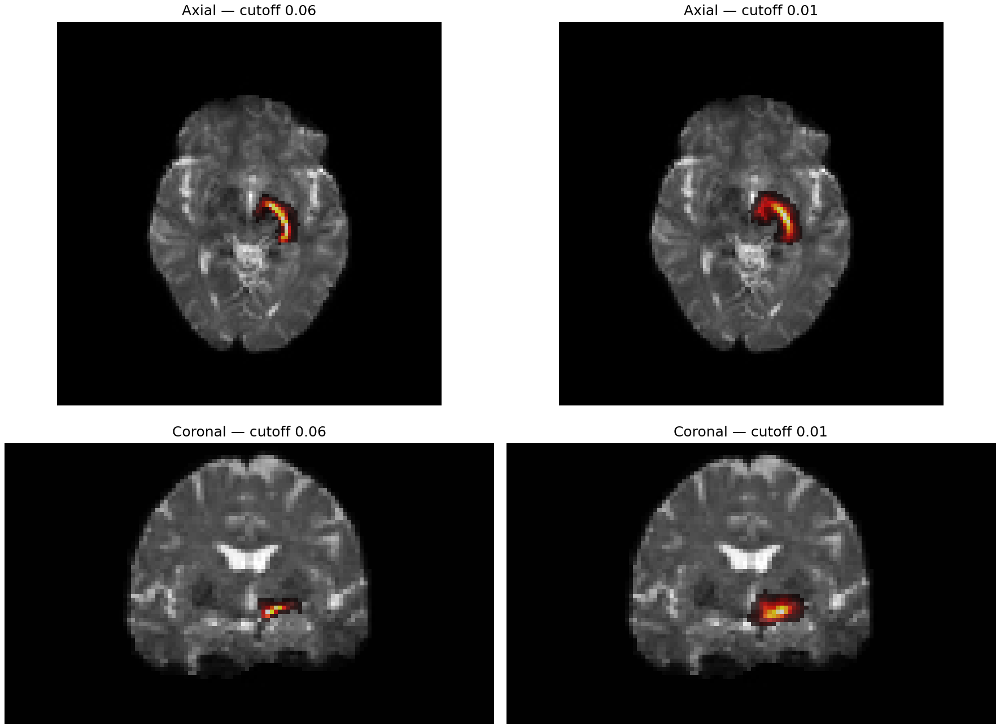 Axial — cutoff 0.06
Axial — cutoff 0.01
Coronal — cutoff 0.06
Coronal — cutoff 0.01